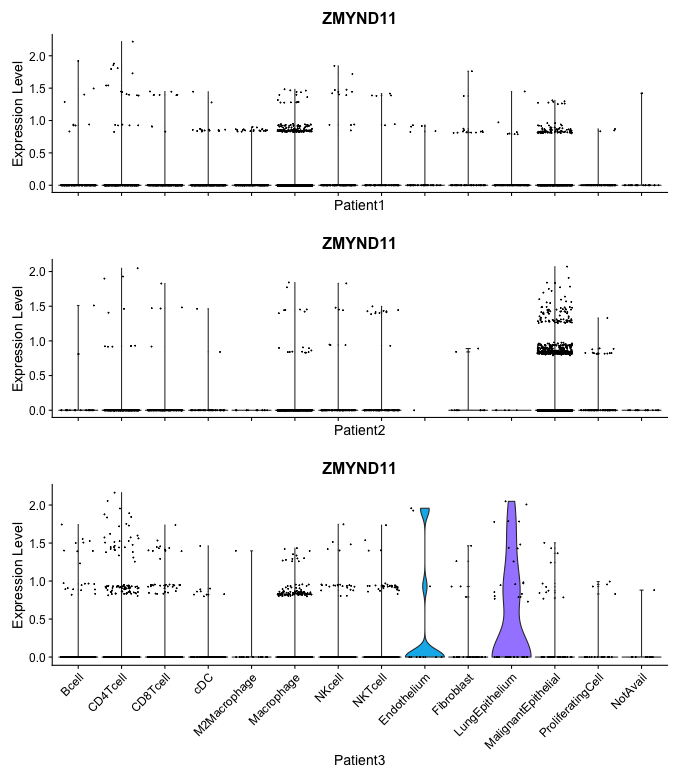 ZMYND11
Expression Level
2.0
1.5
1.0
0.5
0.0
Patient1
ZMYND11
Expression Level
2.0
1.5
1.0
0.5
0.0
Patient2
ZMYND11
Expression Level
2.0
1.5
1.0
0.5
0.0
Bcell
CD4Tcell
CD8Tcell
cDC
M2Macrophage
Macrophage
NKcell
NKTcell
Endothelium
Fibroblast
LungEpithelium
MalignantEpithelial
ProliferatingCell
NotAvail
Patient3